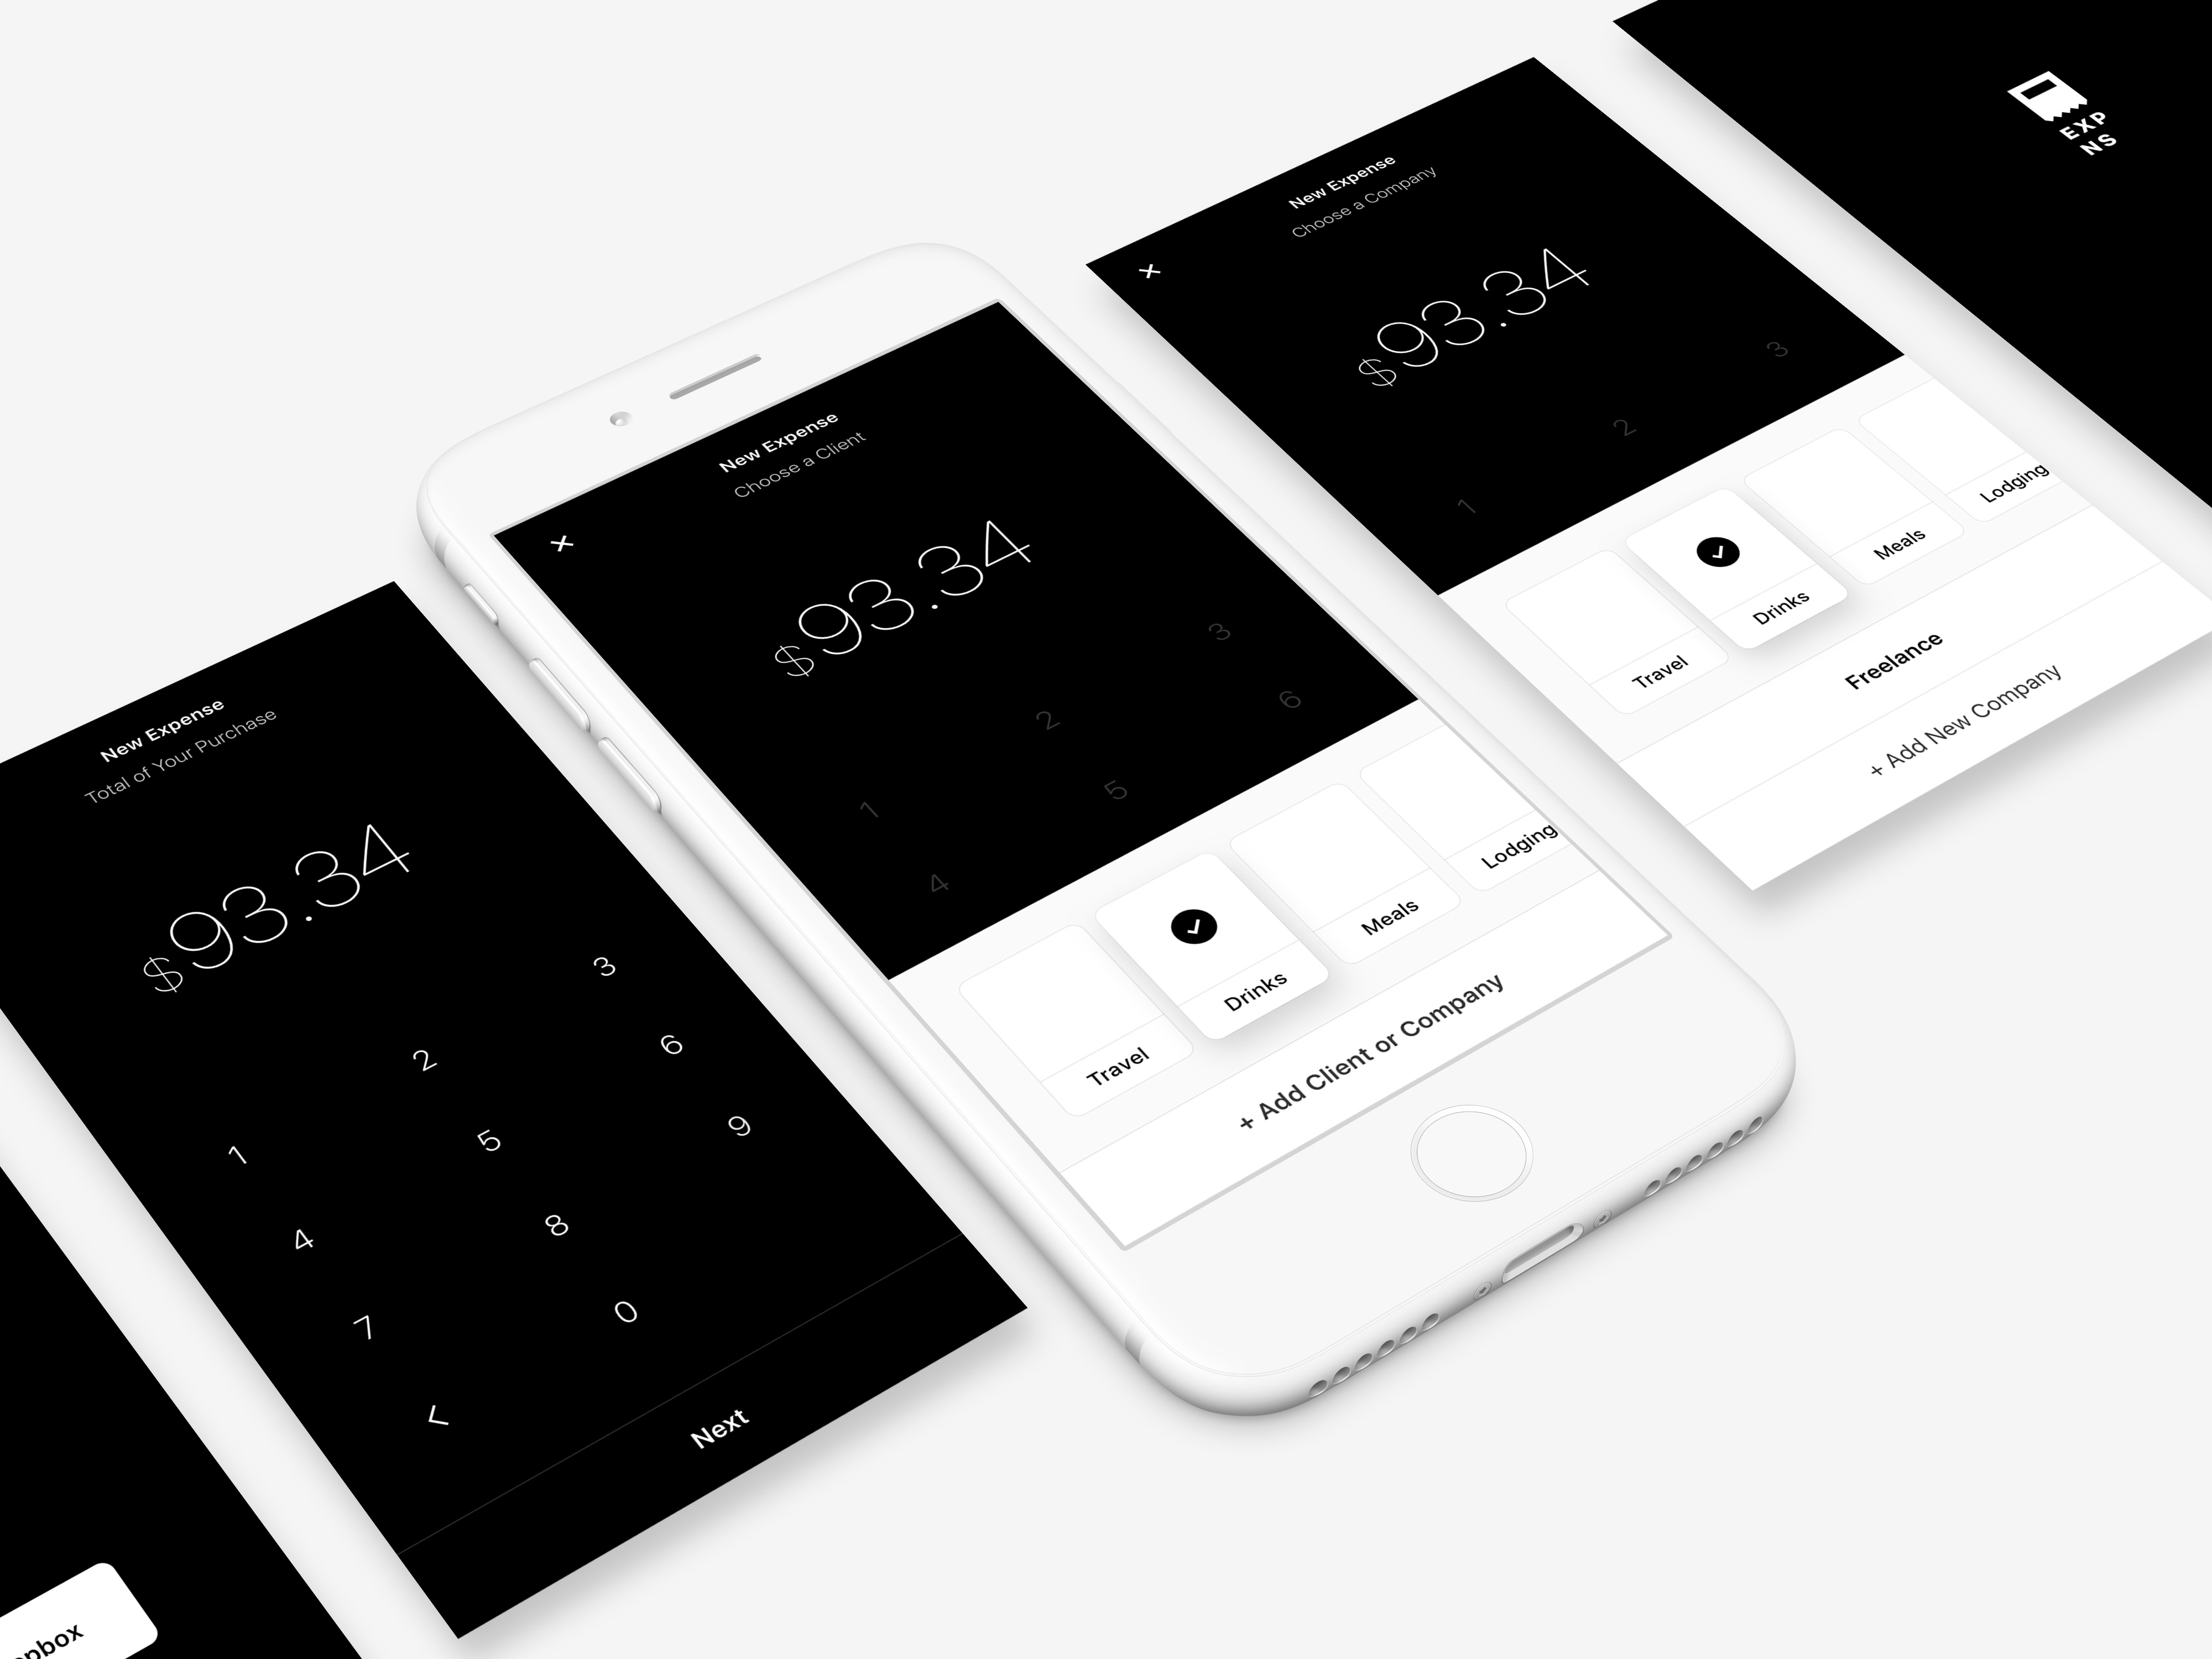 New Expense
Total of Your Purchase
$93.34
1 2 3
4 5 6
7 8 9
< 0
Next
×
New Expense
Choose a Client
$93.34
1 2 3
4 5 6
Travel
Drinks
Meals
Lodging
+ Add Client or Company
×
New Expense
Choose a Company
$93.34
1 2 3
Travel
Drinks
Meals
Lodging
Freelance
+ Add New Company
EXP
NS